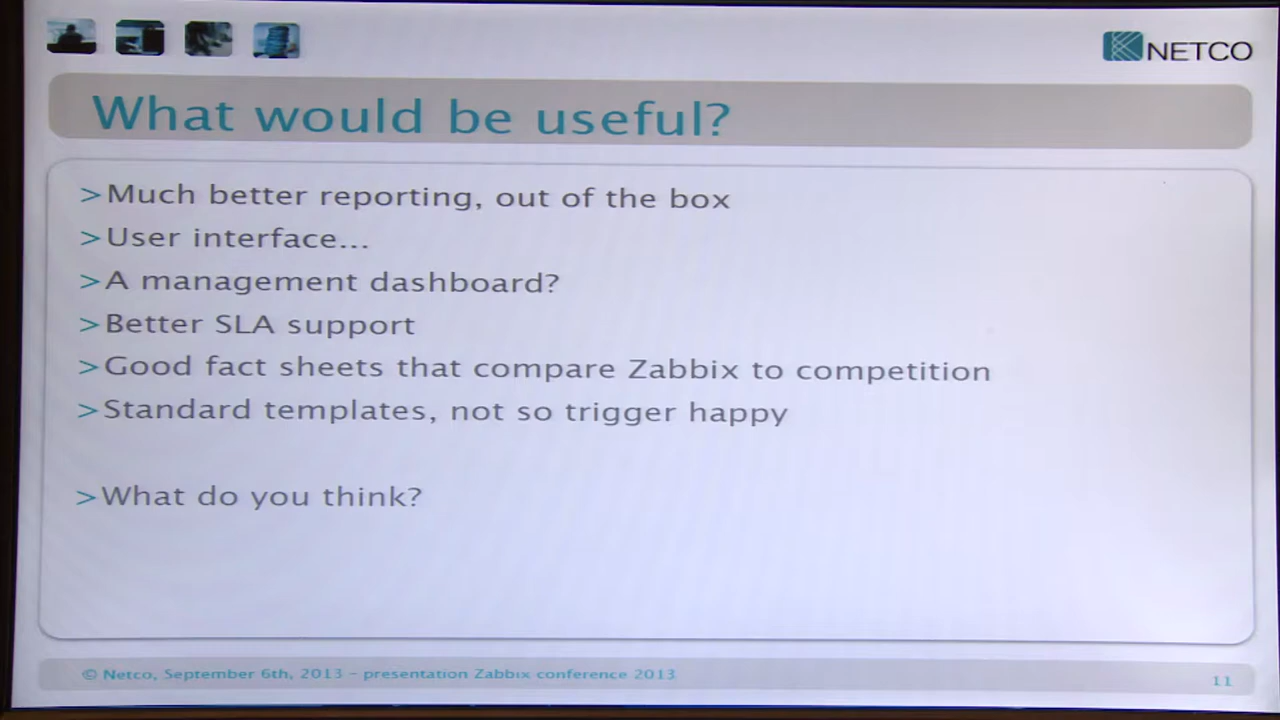 NETCO
What would be useful?
>Much better reporting, out of the box
>User interface...
>A management dashboard?
>Better SLA support
>Good fact sheets that compare Zabbix to competition
>Standard templates, not so trigger happy
>What do you think?
© Netco, September 6th, 2013 – presentation Zabbix conference 2013
11